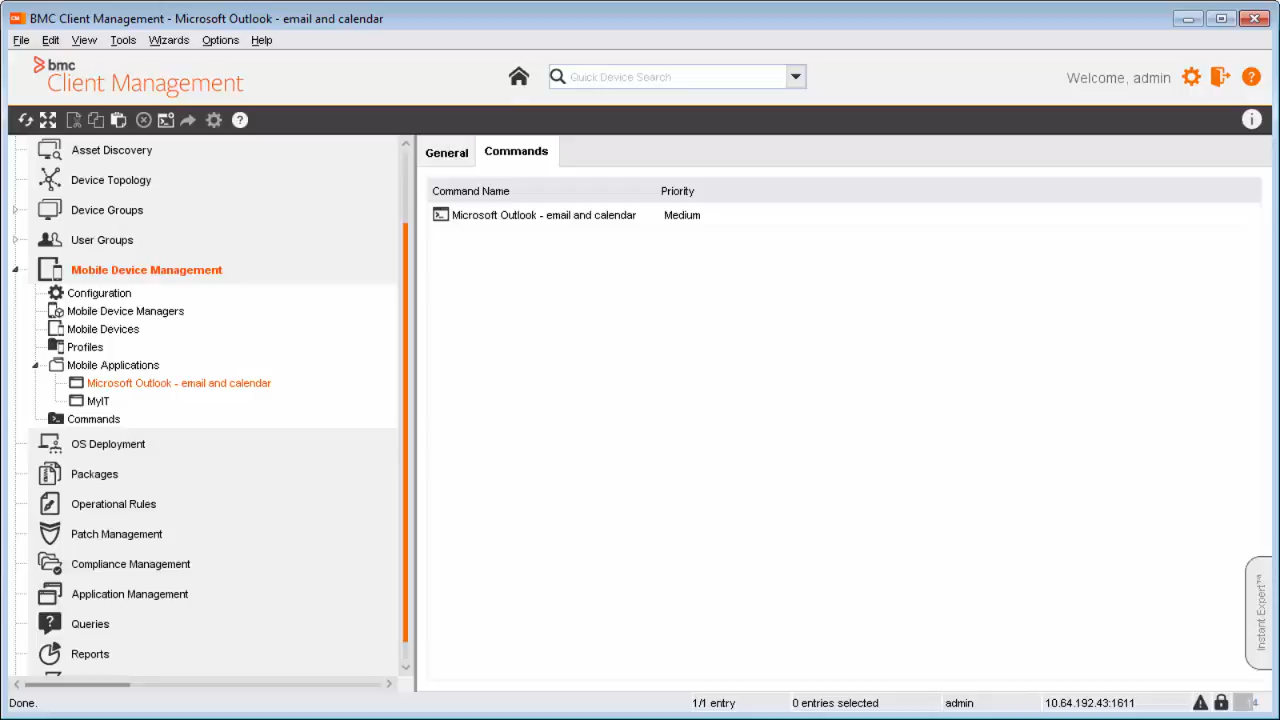 BMC Client Management - Microsoft Outlook - email and calendar
File Edit View Tools Wizards Options Help
bmc
Client Management
Quick Device Search
Welcome, admin
Asset Discovery
Device Topology
Device Groups
User Groups
Mobile Device Management
Configuration
Mobile Device Managers
Mobile Devices
Profiles
Mobile Applications
Microsoft Outlook - email and calendar
MyIT
Commands
OS Deployment
Packages
Operational Rules
Patch Management
Compliance Management
Application Management
Queries
Reports
General Commands
Command Name Priority
Microsoft Outlook - email and calendar Medium
Instant Expert™
Done. 1/1 entry 0 entries selected admin 10.64.192.43:1611